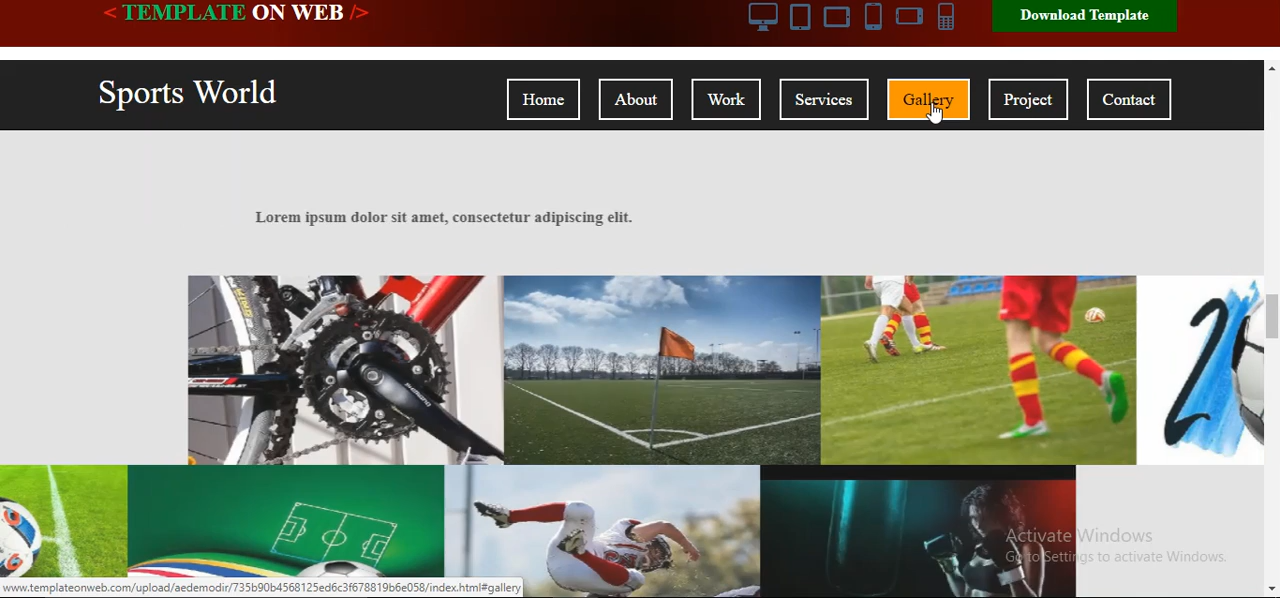 < TEMPLATE ON WEB />
Download Template
Sports World
Home About Work Services Gallery Project Contact
Lorem ipsum dolor sit amet, consectetur adipiscing elit.
SHIMANO
2
Activate Windows
Go to Settings to activate Windows.
www.templateonweb.com/upload/aedemodir/735b90b4568125ed6c3f678819b6e058/index.html#gallery